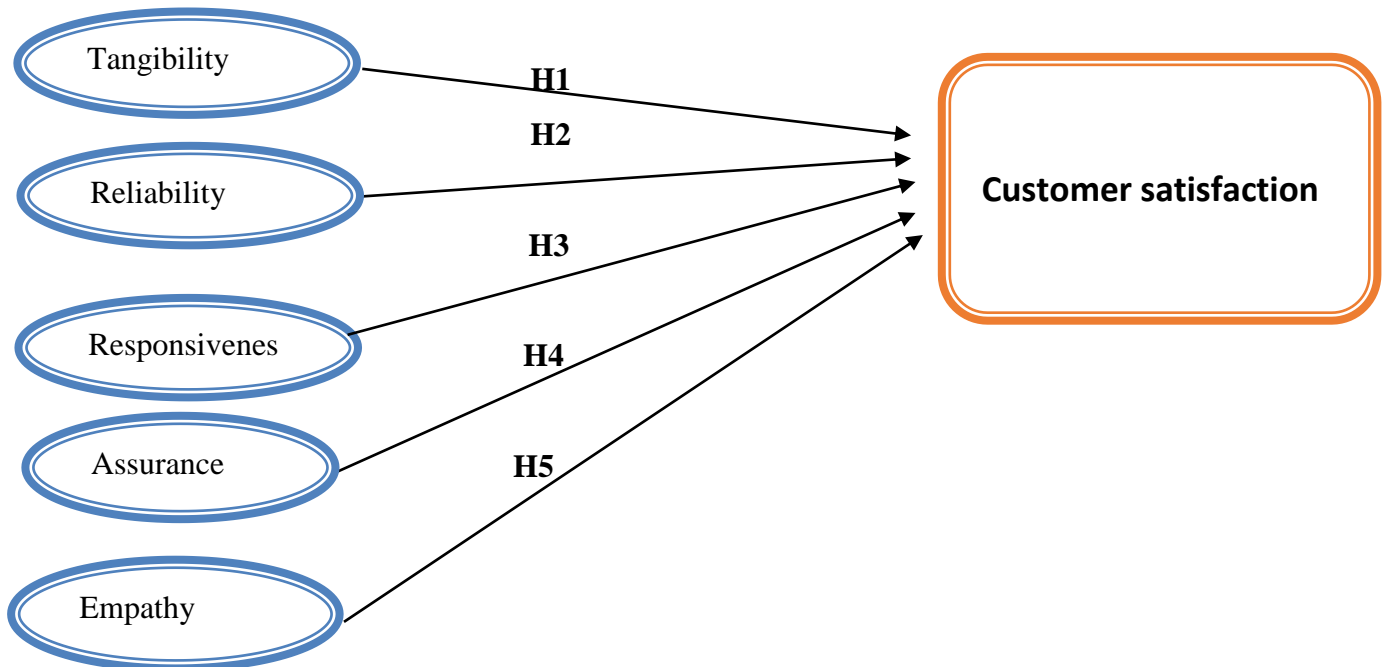 Tangibility
H1
H2
Reliability
Customer satisfaction
H3
Responsivenes
H4
Assurance
H5
Empathy